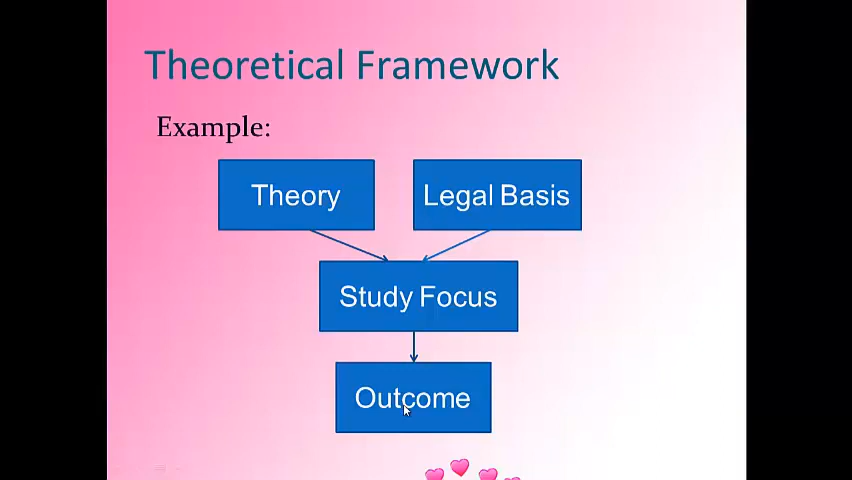 Theoretical Framework
Example:
Theory
Legal Basis
Study Focus
Outcome